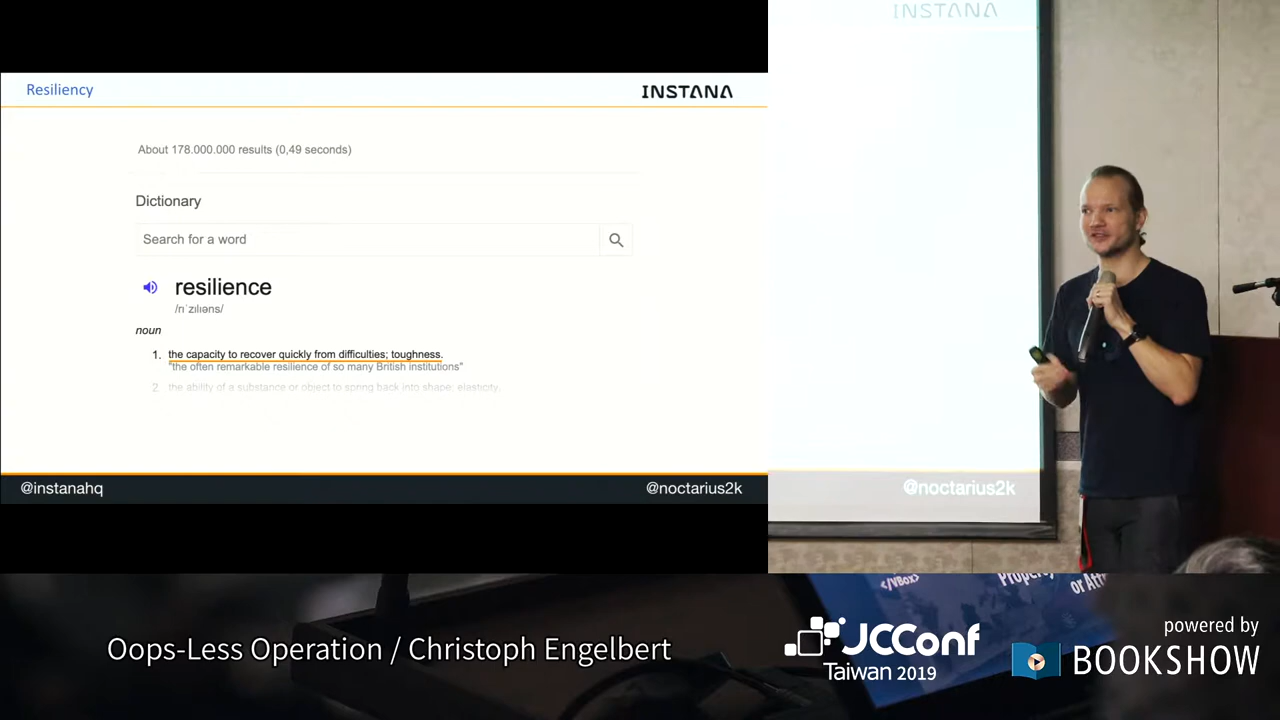 Resiliency
INSTANA
About 178.000.000 results (0,49 seconds)
Dictionary
Search for a word
resilience
/rɪˈzɪlɪəns/
noun
1. the capacity to recover quickly from difficulties; toughness.
"the often remarkable resilience of so many British institutions"
2 the ability of a substance or object to spring back into shape; elasticity.
@instanahq
@noctarius2k
INSTANA
@noctarius2k
</VBox>
Oops-Less Operation / Christoph Engelbert
JCConf
Taiwan 2019
powered by
BOOKSHOW